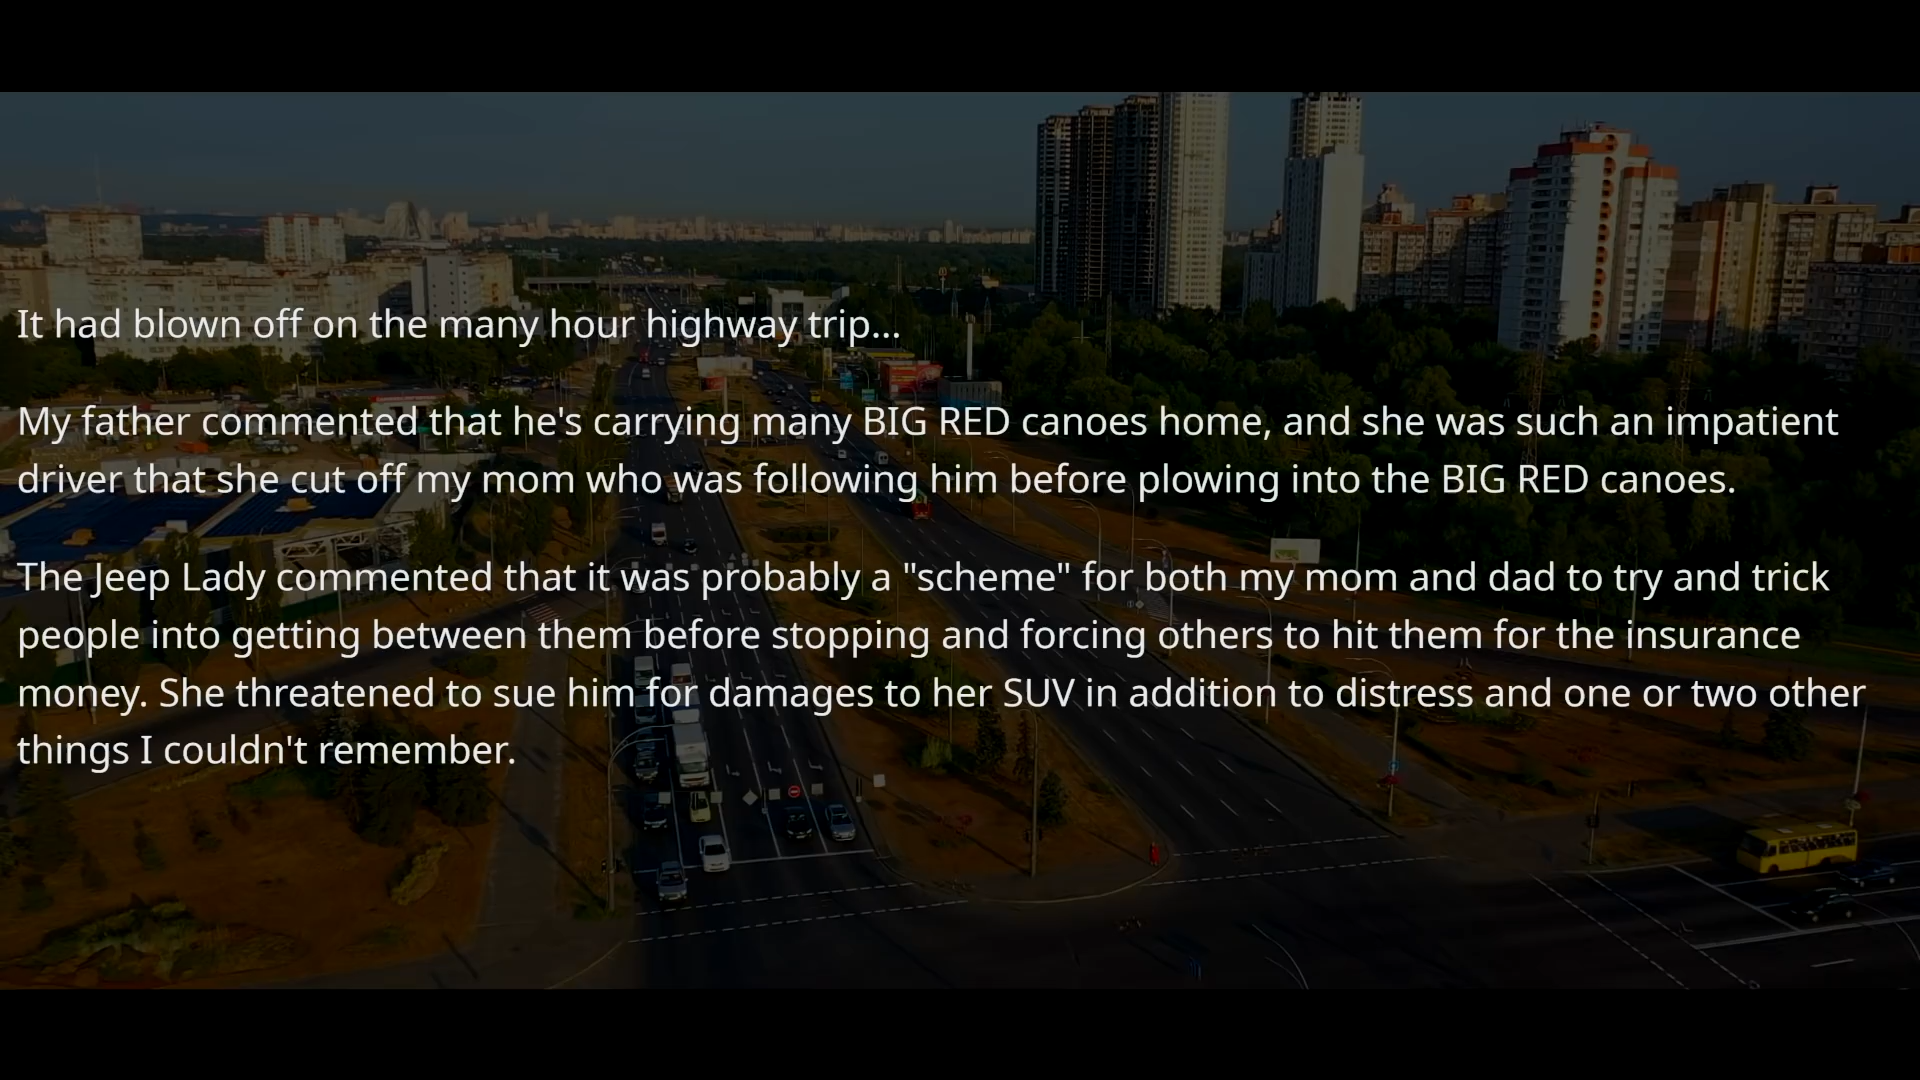 It had blown off on the many hour highway trip...
My father commented that he's carrying many BIG RED canoes home, and she was such an impatient
driver that she cut off my mom who was following him before plowing into the BIG RED canoes.
The Jeep Lady commented that it was probably a "scheme" for both my mom and dad to try and trick
people into getting between them before stopping and forcing others to hit them for the insurance
money. She threatened to sue him for damages to her SUV in addition to distress and one or two other
things I couldn't remember.